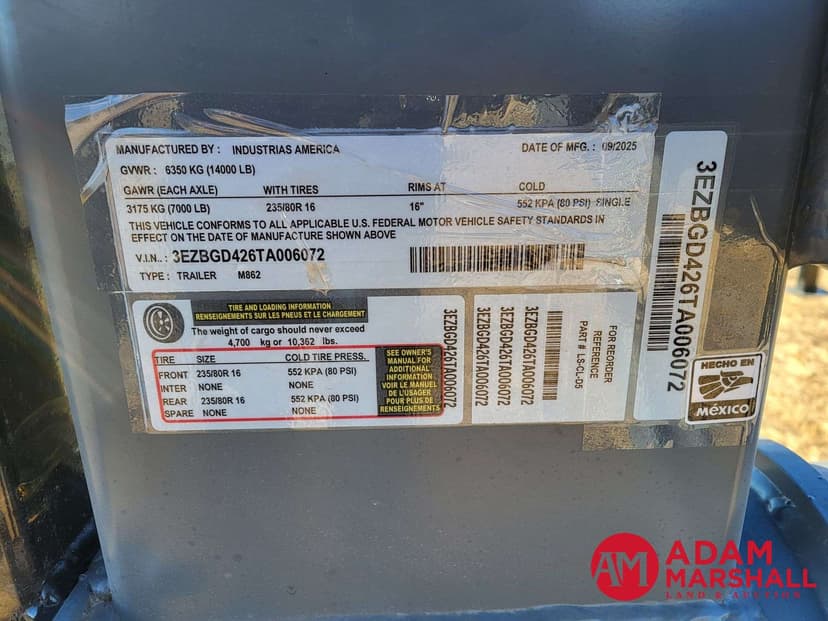 MANUFACTURED BY : INDUSTRIAS AMERICA DATE OF MFG. : 09/2025
GVWR : 6350 KG (14000 LB)
GAWR (EACH AXLE) WITH TIRES RIMS AT COLD
3175 KG (7000 LB) 235/80R 16 16" 552 KPA (80 PSI) SINGLE
THIS VEHICLE CONFORMS TO ALL APPLICABLE U.S. FEDERAL MOTOR VEHICLE SAFETY STANDARDS IN
EFFECT ON THE DATE OF MANUFACTURE SHOWN ABOVE
V.I.N.. : 3EZBGD426TA006072
TYPE : TRAILER M862
TIRE AND LOADING INFORMATION
RENSEIGNEMENTS SUR LES PNEUS ET LE CHARGEMENT
The weight of cargo should never exceed
4,700 kg or 10,362 lbs.
TIRE SIZE COLD TIRE PRESS.
FRONT 235/80R 16 552 KPA (80 PSI)
INTER NONE NONE
REAR 235/80R 16 552 KPA (80 PSI)
SPARE NONE NONE
SEE OWNER'S
MANUAL FOR
ADDITIONAL
INFORMATION
VOIR LE MANUEL
DE L'USAGER
POUR PLUS DE
RENSEIGNEMENTS
3EZBGD426TA006072
3EZBGD426TA006072
3EZBGD426TA006072
3EZBGD426TA006072
FOR REORDER
REFERENCE
PART # LS-CL-D5
3EZBGD426TA006072
HECHO EN
MÉXICO
AM ADAM
MARSHALL
LAND & AUCTION